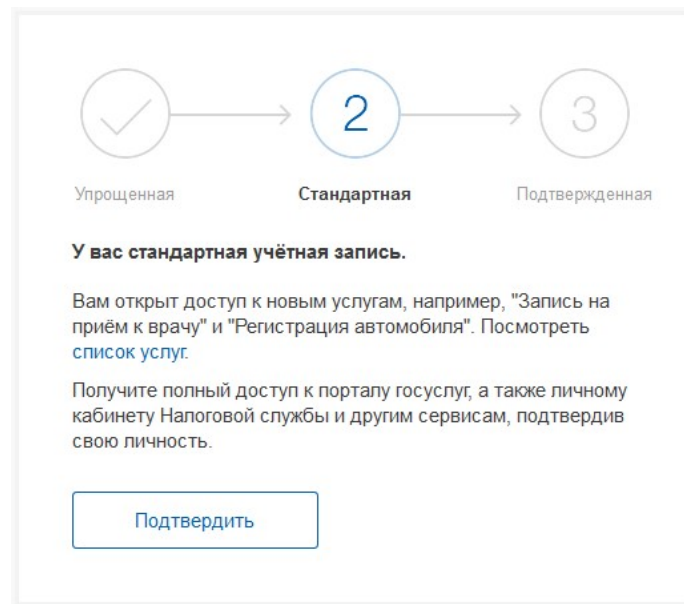 2
3
Упрощенная
Стандартная
Подтвержденная
У вас стандартная учётная запись.
Вам открыт доступ к новым услугам, например, "Запись на
приём к врачу" и "Регистрация автомобиля". Посмотреть
список услуг.
Получите полный доступ к порталу госуслуг, а также личному
кабинету Налоговой службы и другим сервисам, подтвердив
свою личность.
Подтвердить